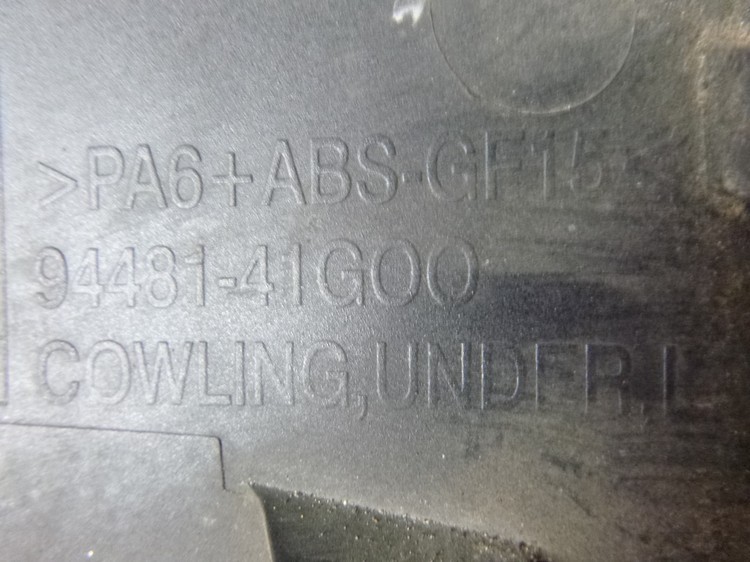 >PA6+ABS-GF15<
94481-41G00
COWLING,UNDER,L